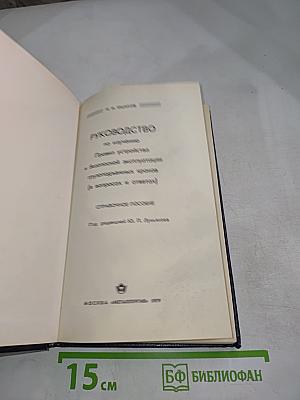 РУКОВОДСТВО
по изучению
Правил устройства
и безопасной эксплуатации
грузоподъемных кранов
(в вопросах и ответах)
СПРАВОЧНОЕ ПОСОБИЕ
Под редакцией Ю. П.
МОСКВА «МЕТАЛЛУРГИЯ»
15 см
БФ БИБЛИОФАН